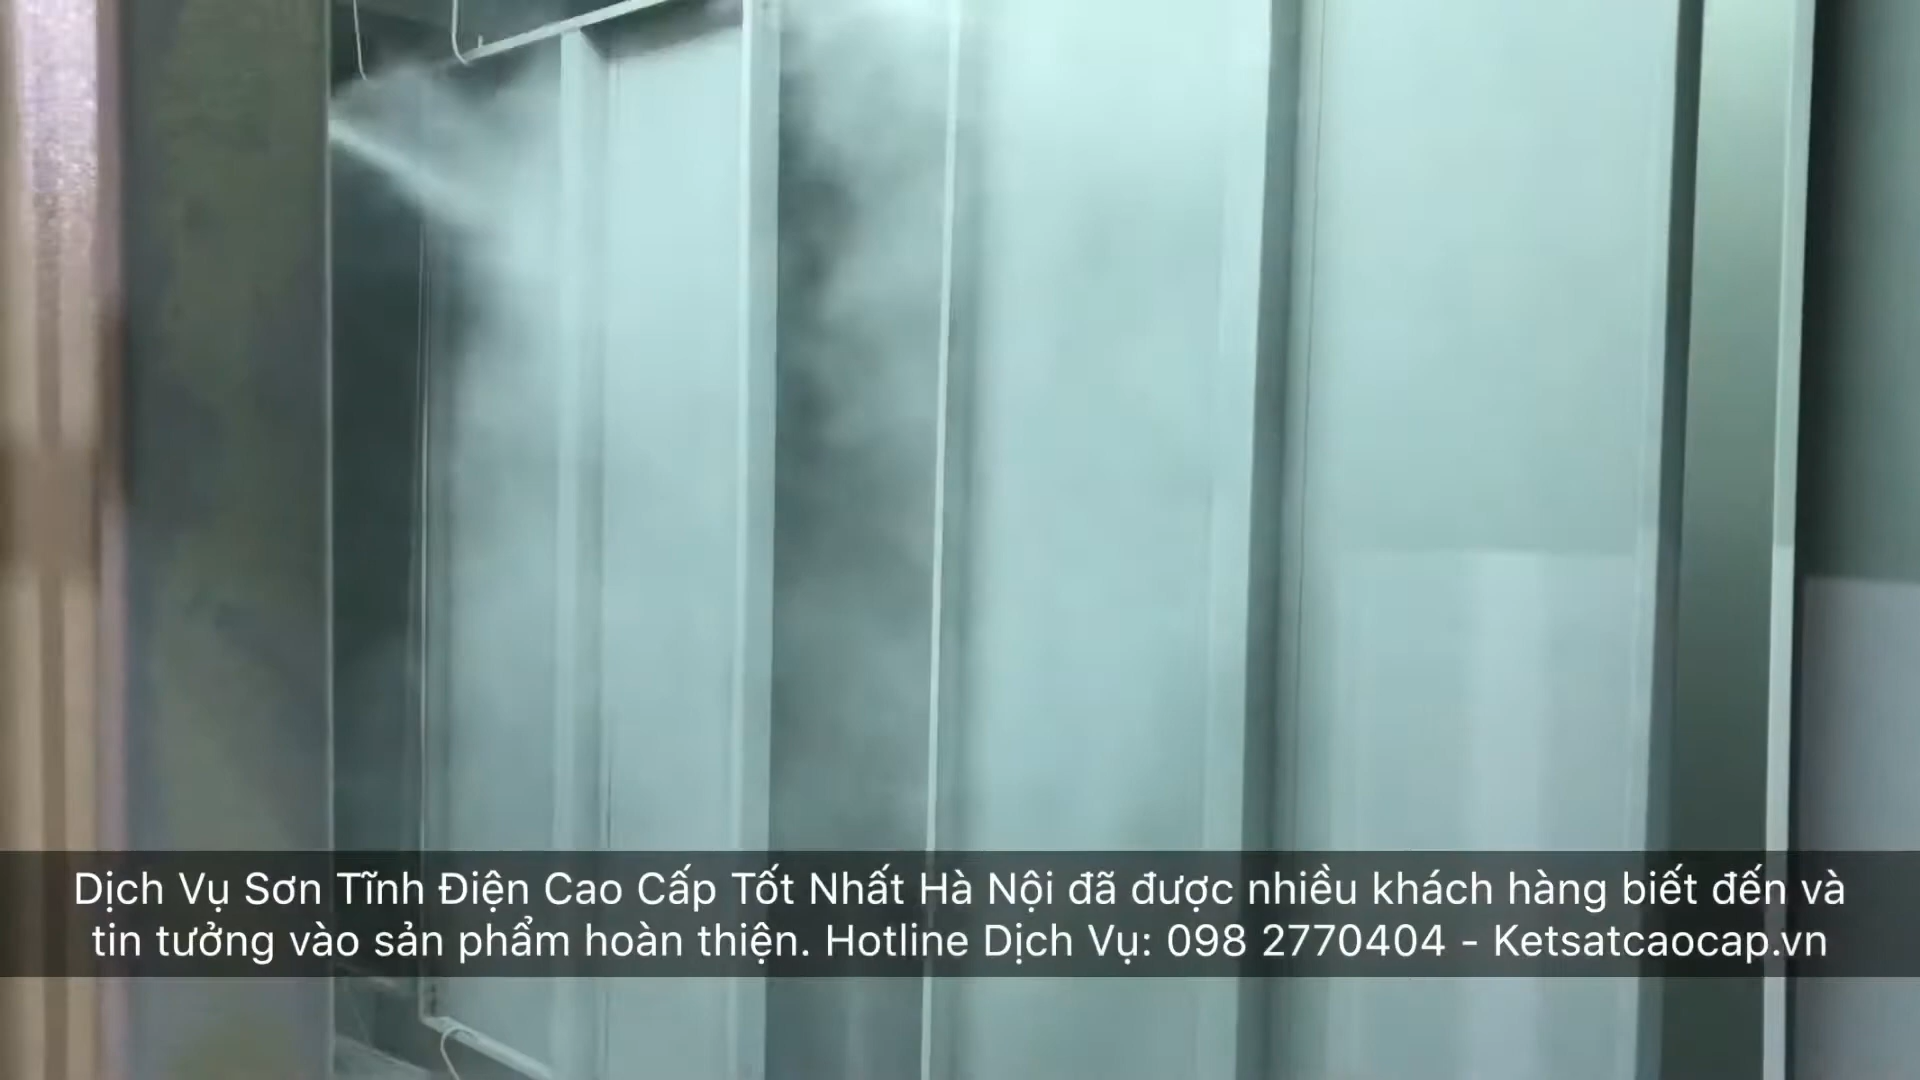 Dịch Vụ Sơn Tĩnh Điện Cao Cấp Tốt Nhất Hà Nội đã được nhiều khách hàng biết đến và
tin tưởng vào sản phẩm hoàn thiện. Hotline Dịch Vụ: 098 2770404 - Ketsatcaocap.vn